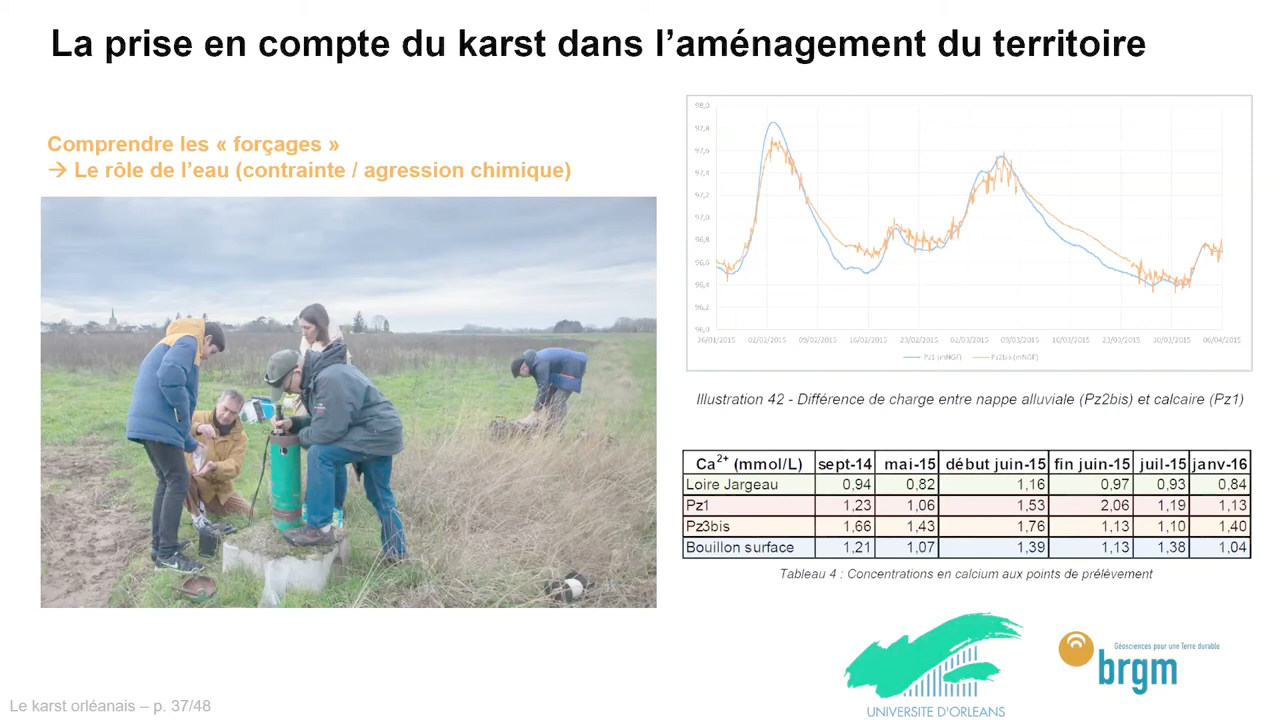 La prise en compte du karst dans l’aménagement du territoire
Comprendre les « forçages »
→ Le rôle de l’eau (contrainte / agression chimique)
98,0
97,8
97,6
97,4
97,2
97,0
96,8
96,6
96,4
96,2
96,0
26/01/2015 02/02/2015 09/02/2015 16/02/2015 23/02/2015 02/03/2015 09/03/2015 16/03/2015 23/03/2015 30/03/2015 06/04/2015
Pz1 (mNGF) Pz2bis (mNGF)
Illustration 42 - Différence de charge entre nappe alluviale (Pz2bis) et calcaire (Pz1)
Ca2+ (mmol/L) sept-14 mai-15 début juin-15 fin juin-15 juil-15 janv-16
Loire Jargeau 0,94 0,82 1,16 0,97 0,93 0,84
Pz1 1,23 1,06 1,53 2,06 1,19 1,13
Pz3bis 1,66 1,43 1,76 1,13 1,10 1,40
Bouillon surface 1,21 1,07 1,39 1,13 1,38 1,04
Tableau 4 : Concentrations en calcium aux points de prélèvement
UNIVERSITE D'ORLEANS
Géosciences pour une Terre durable
brgm
Le karst orléanais – p. 37/48